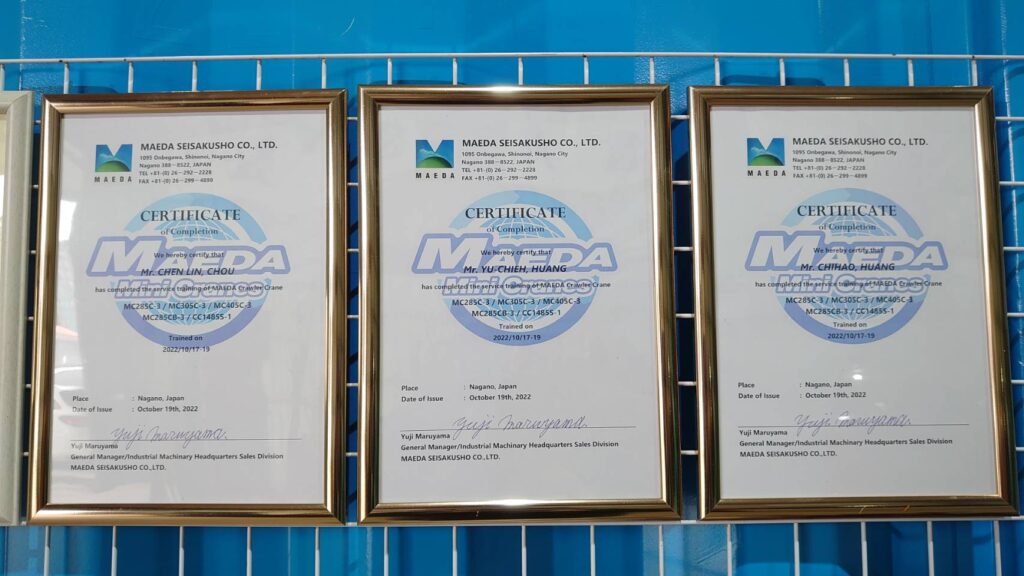 MAEDA
MAEDA SEISAKUSHO CO., LTD.
1095 Onbegawa, Shinonoi, Nagano City
Nagano 388-8522, JAPAN
TEL +81-(0) 26-292-2228
FAX +81-(0) 26-299-4899
CERTIFICATE
of Completion
We hereby certify that
MAEDA
Mr. CHEN LIN, CHOU
has completed the service training of MAEDA Crawler Crane
Mini Cranes
MC285C-3 / MC305C-3 / MC405C-3
MC285CB-3 / CC1485S-1
Trained on
2022/10/17-19
Place : Nagano, Japan
Date of Issue : October 19th, 2022
Yuji Maruyama
Yuji Maruyama
General Manager/Industrial Machinary Headquarters Sales Division
MAEDA SEISAKUSHO CO.,LTD.
MAEDA
MAEDA SEISAKUSHO CO., LTD.
1095 Onbegawa, Shinonoi, Nagano City
Nagano 388-8522, JAPAN
TEL +81-(0) 26-292-2228
FAX +81-(0) 26-299-4899
CERTIFICATE
of Completion
We hereby certify that
MAEDA
Mr. YU-CHIEH, HUANG
has completed the service training of MAEDA Crawler Crane
Mini Cranes
MC285C-3 / MC305C-3 / MC405C-3
MC285CB-3 / CC1485S-1
Trained on
2022/10/17-19
Place : Nagano, Japan
Date of Issue : October 19th, 2022
Yuji Maruyama
Yuji Maruyama
General Manager/Industrial Machinary Headquarters Sales Division
MAEDA SEISAKUSHO CO.,LTD.
MAEDA
MAEDA SEISAKUSHO CO., LTD.
1095 Onbegawa, Shinonoi, Nagano City
Nagano 388-8522, JAPAN
TEL +81-(0) 26-292-2228
FAX +81-(0) 26-299-4899
CERTIFICATE
of Completion
We hereby certify that
MAEDA
Mr. CHIHAO, HUANG
has completed the service training of MAEDA Crawler Crane
Mini Cranes
MC285C-3 / MC305C-3 / MC405C-3
MC285CB-3 / CC1485S-1
Trained on
2022/10/17-19
Place : Nagano, Japan
Date of Issue : October 19th, 2022
Yuji Maruyama
Yuji Maruyama
General Manager/Industrial Machinary Headquarters Sales Division
MAEDA SEISAKUSHO CO.,LTD.